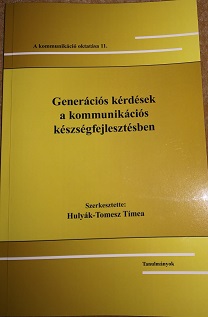 A kommunikáció oktatása 11.
Generációs kérdések
a kommunikációs
készségfejlesztésben
Szerkesztette:
Hulyák-Tomesz Tímea
Tanulmányok